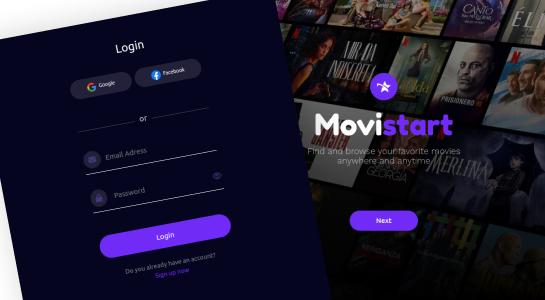 Login
Google
Facebook
or
Email Adress
Password
Login
Do you already have an account?
Sign up now
CANTO
MIRADA
INDISCRETA
PRISIONERO
Movistart
Find and browse your favorite movies
anywhere and anytime
MERLINA
GEORGIA
Next